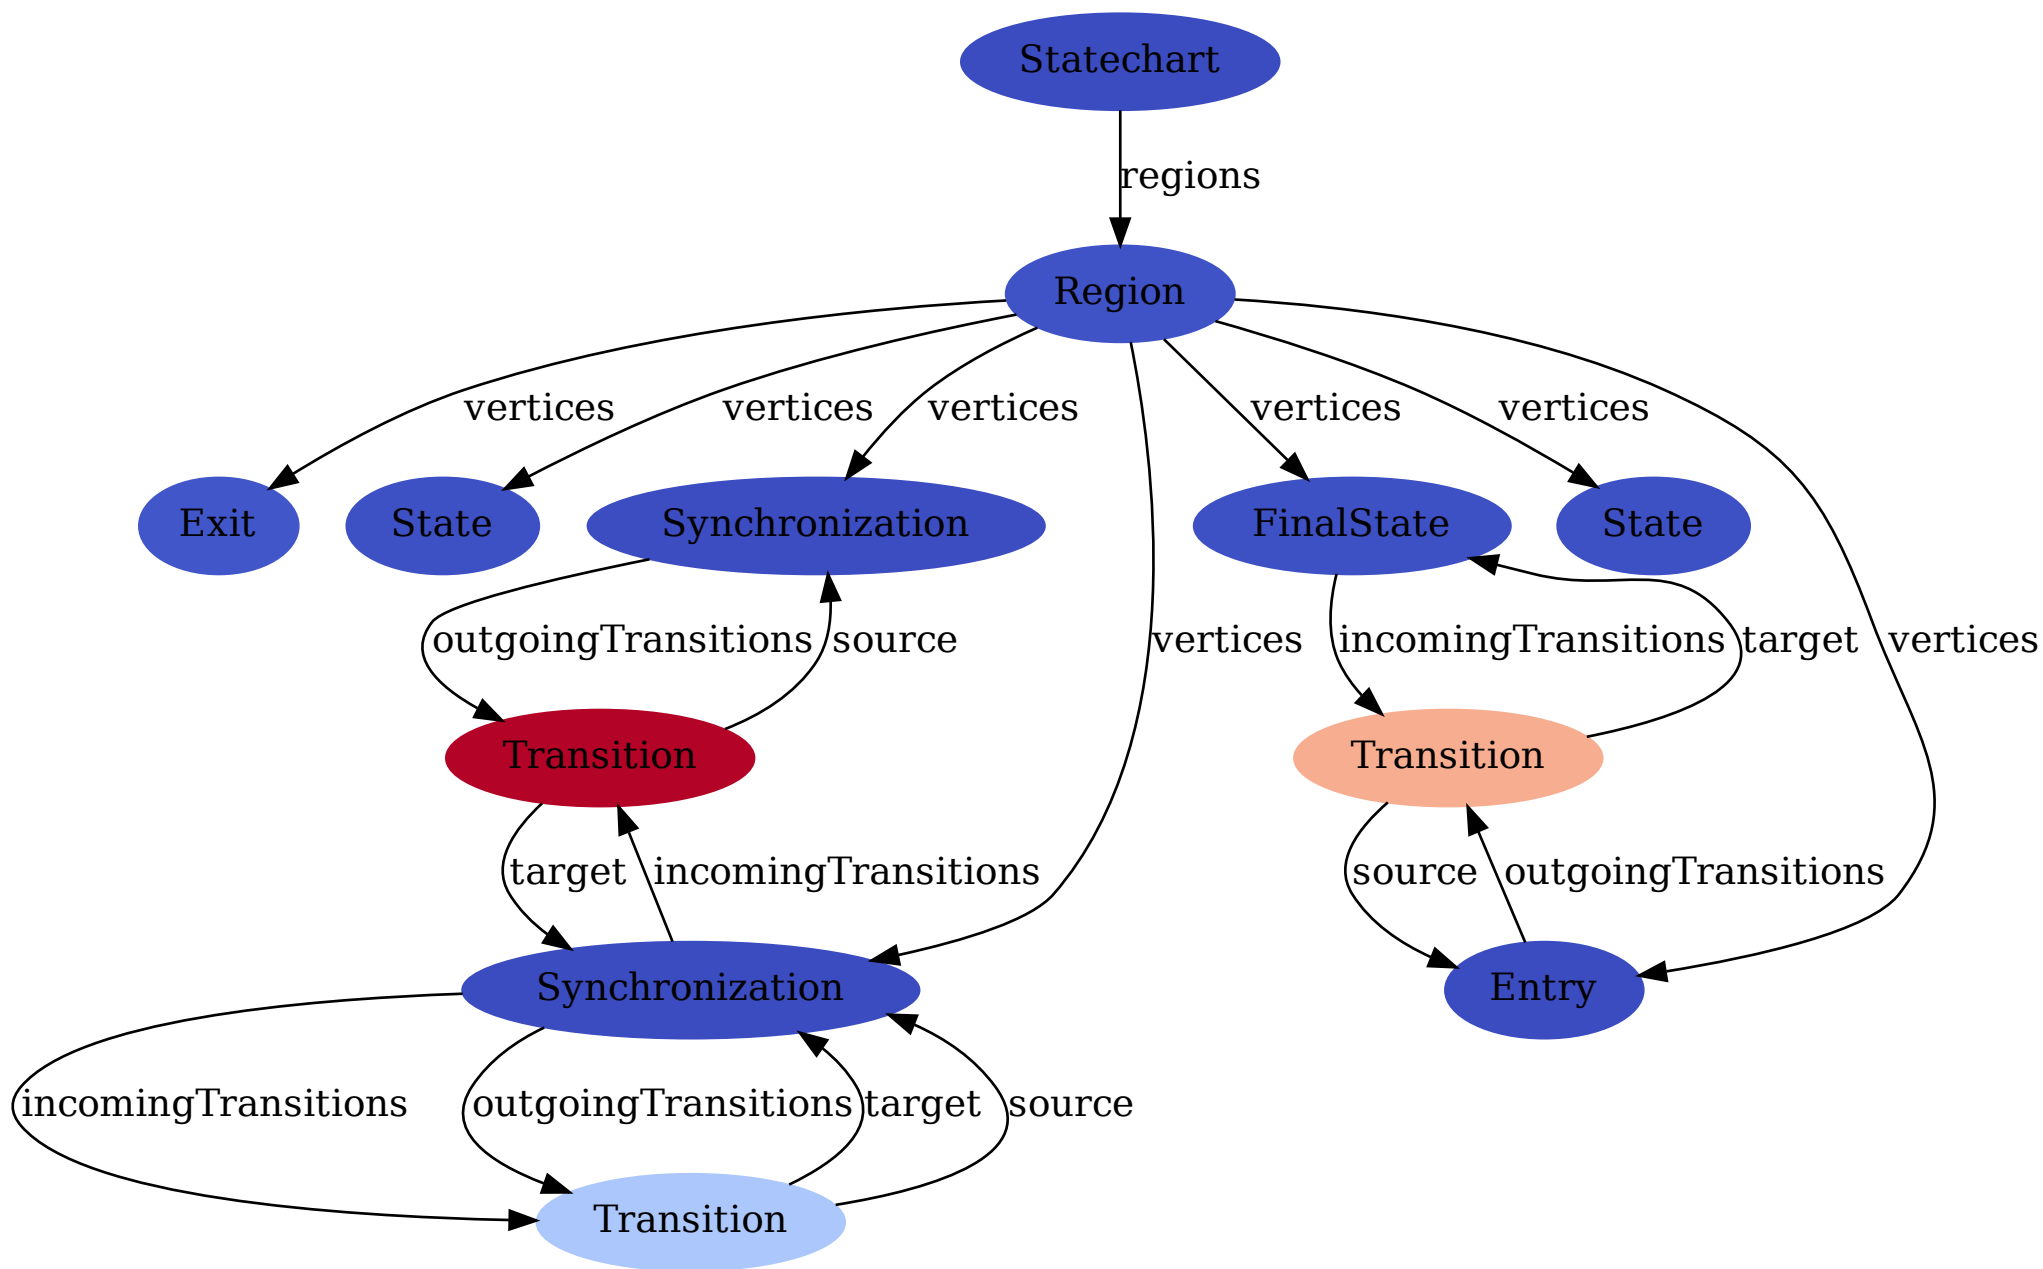 Statechart
regions
Region
vertices
vertices
vertices
vertices
vertices
Exit
State
Synchronization
FinalState
State
outgoingTransitions
source
vertices
incomingTransitions
target
vertices
Transition
Transition
target
incomingTransitions
source
outgoingTransitions
Synchronization
Entry
incomingTransitions
outgoingTransitions
target
source
Transition